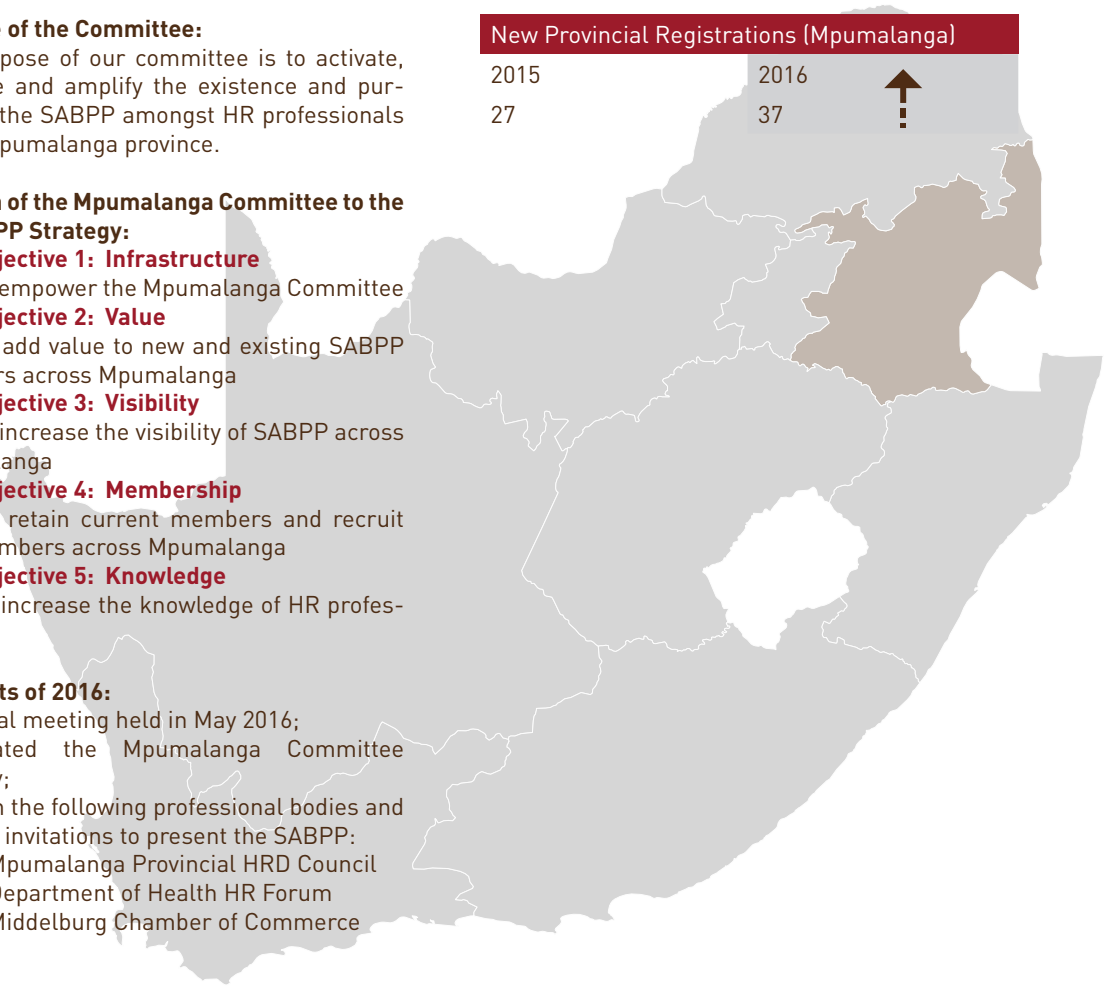 of the Committee:
pose of our committee is to activate,
and amplify the existence and pur-
the SABPP amongst HR professionals
pumalanga province.
of the Mpumalanga Committee to the
PP Strategy:
jective 1: Infrastructure
empower the Mpumalanga Committee
jective 2: Value
add value to new and existing SABPP
rs across Mpumalanga
jective 3: Visibility
increase the visibility of SABPP across
anga
jective 4: Membership
retain current members and recruit
mbers across Mpumalanga
jective 5: Knowledge
increase the knowledge of HR profes-
ts of 2016:
al meeting held in May 2016;
ated the Mpumalanga Committee
y;
n the following professional bodies and
invitations to present the SABPP:
Mpumalanga Provincial HRD Council
Department of Health HR Forum
Middelburg Chamber of Commerce
New Provincial Registrations (Mpumalanga)
2015 2016
27 37